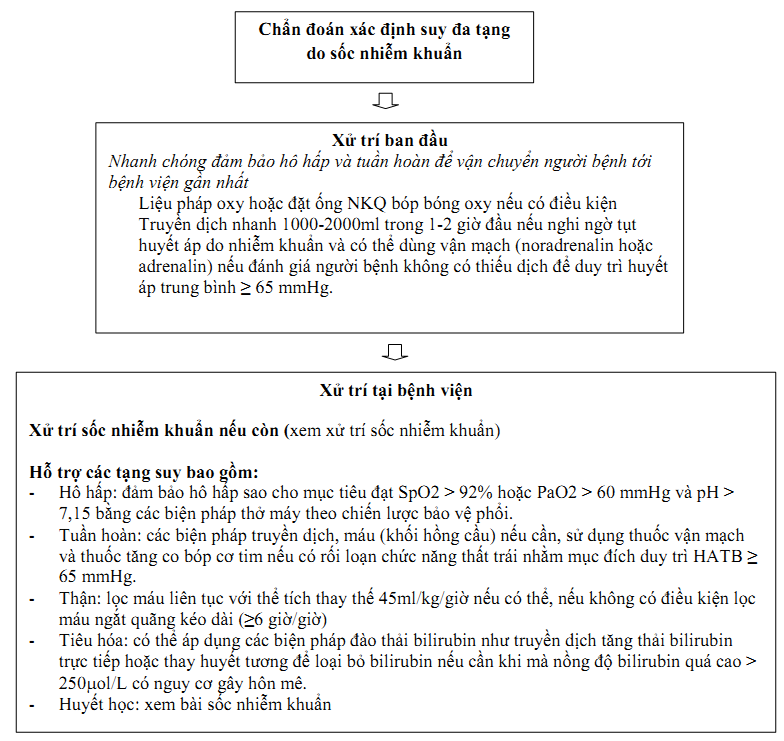 Chẩn đoán xác định suy đa tạng
do sốc nhiễm khuẩn
Xử trí ban đầu
Nhanh chóng đảm bảo hô hấp và tuần hoàn để vận chuyển người bệnh tới
bệnh viện gần nhất
Liệu pháp oxy hoặc đặt ống NKQ bóp bóng oxy nếu có điều kiện
Truyền dịch nhanh 1000-2000ml trong 1-2 giờ đầu nếu nghi ngờ tụt
huyết áp do nhiễm khuẩn và có thể dùng vận mạch (noradrenalin hoặc
adrenalin) nếu đánh giá người bệnh không có thiếu dịch để duy trì huyết
áp trung bình ≥ 65 mmHg.
Xử trí tại bệnh viện
Xử trí sốc nhiễm khuẩn nếu còn (xem xử trí sốc nhiễm khuẩn)
Hỗ trợ các tạng suy bao gồm:
- Hô hấp: đảm bảo hô hấp sao cho mục tiêu đạt SpO2 > 92% hoặc PaO2 > 60 mmHg và pH >
7,15 bằng các biện pháp thở máy theo chiến lược bảo vệ phổi.
- Tuần hoàn: các biện pháp truyền dịch, máu (khối hồng cầu) nếu cần, sử dụng thuốc vận mạch
và thuốc tăng co bóp cơ tim nếu có rối loạn chức năng thất trái nhằm mục đích duy trì HATB ≥
65 mmHg.
- Thận: lọc máu liên tục với thể tích thay thế 45ml/kg/giờ nếu có thể, nếu không có điều kiện lọc
máu ngắt quãng kéo dài (≥6 giờ/giờ)
- Tiêu hóa: có thể áp dụng các biện pháp đào thải bilirubin như truyền dịch tăng thải bilirubin
trực tiếp hoặc thay huyết tương để loại bỏ bilirubin nếu cần khi mà nồng độ bilirubin quá cao >
250µmol/L có nguy cơ gây hôn mê.
- Huyết học: xem bài sốc nhiễm khuẩn